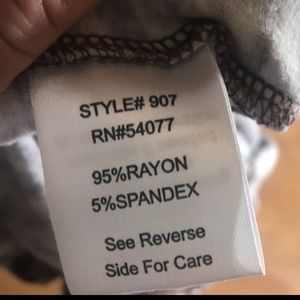 STYLE# 907
RN#54077
95%RAYON
5%SPANDEX
See Reverse
Side For Care